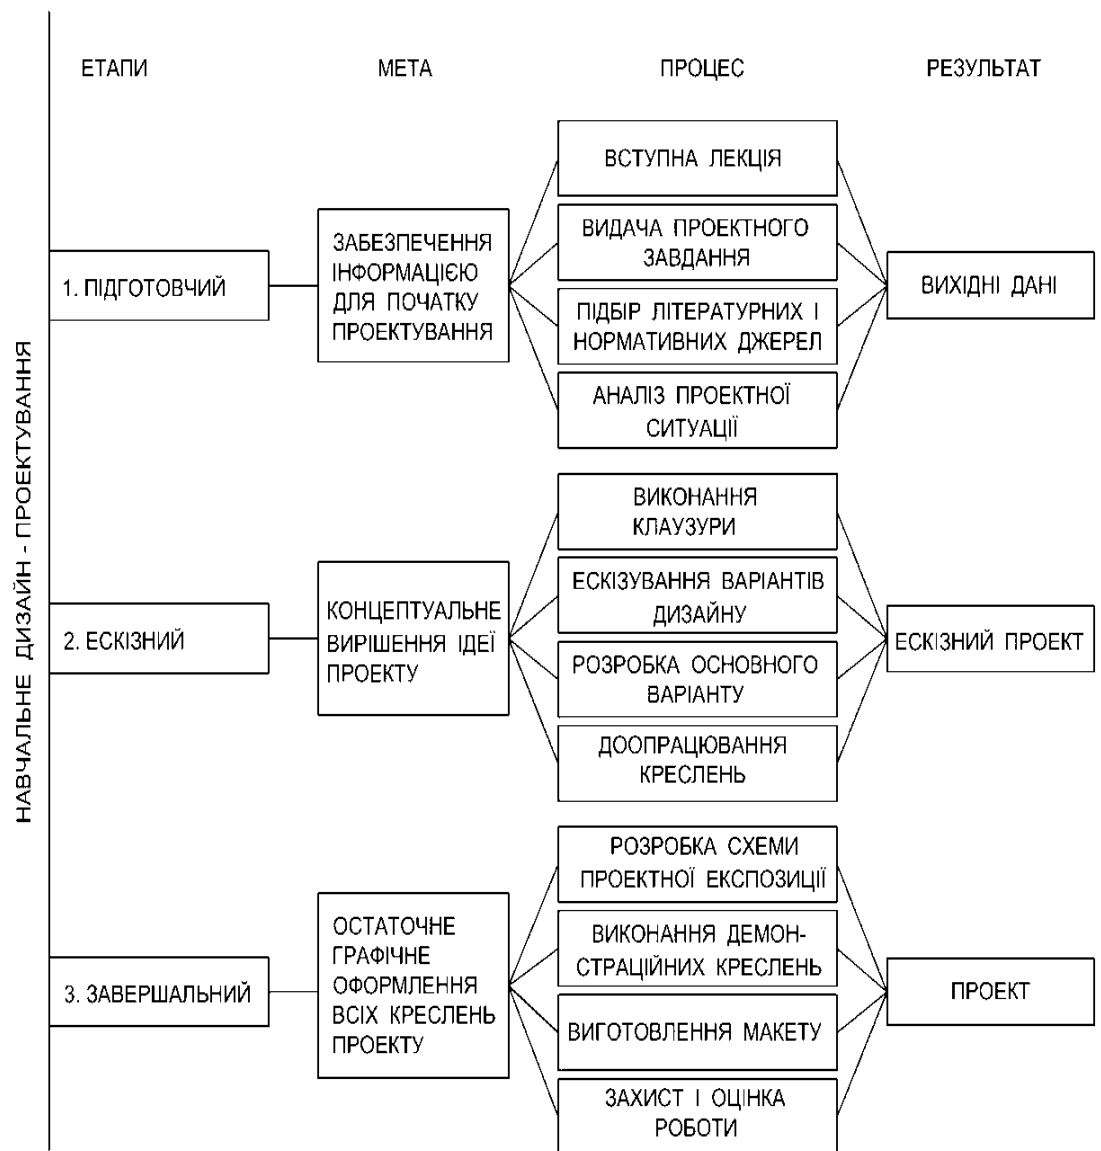 НАВЧАЛЬНЕ ДИЗАЙН - ПРОЕКТУВАННЯ
ЕТАПИ
МЕТА
ПРОЦЕС
РЕЗУЛЬТАТ
1. ПІДГОТОВЧИЙ
ЗАБЕЗПЕЧЕННЯ
ІНФОРМАЦІЄЮ
ДЛЯ ПОЧАТКУ
ПРОЕКТУВАННЯ
ВСТУПНА ЛЕКЦІЯ
ВИДАЧА ПРОЕКТНОГО
ЗАВДАННЯ
ПІДБІР ЛІТЕРАТУРНИХ І
НОРМАТИВНИХ ДЖЕРЕЛ
АНАЛІЗ ПРОЕКТНОЇ
СИТУАЦІЇ
ВИХІДНІ ДАНІ
2. ЕСКІЗНИЙ
КОНЦЕПТУАЛЬНЕ
ВИРІШЕННЯ ІДЕЇ
ПРОЕКТУ
ВИКОНАННЯ
КЛАУЗУРИ
ЕСКІЗУВАННЯ ВАРІАНТІВ
ДИЗАЙНУ
РОЗРОБКА ОСНОВНОГО
ВАРІАНТУ
ДООПРАЦЮВАННЯ
КРЕСЛЕНЬ
ЕСКІЗНИЙ ПРОЕКТ
3. ЗАВЕРШАЛЬНИЙ
ОСТАТОЧНЕ
ГРАФІЧНЕ
ОФОРМЛЕННЯ
ВСІХ КРЕСЛЕНЬ
ПРОЕКТУ
РОЗРОБКА СХЕМИ
ПРОЕКТНОЇ ЕКСПОЗИЦІЇ
ВИКОНАННЯ ДЕМОН-
СТРАЦІЙНИХ КРЕСЛЕНЬ
ВИГОТОВЛЕННЯ МАКЕТУ
ЗАХИСТ І ОЦІНКА
РОБОТИ
ПРОЕКТ